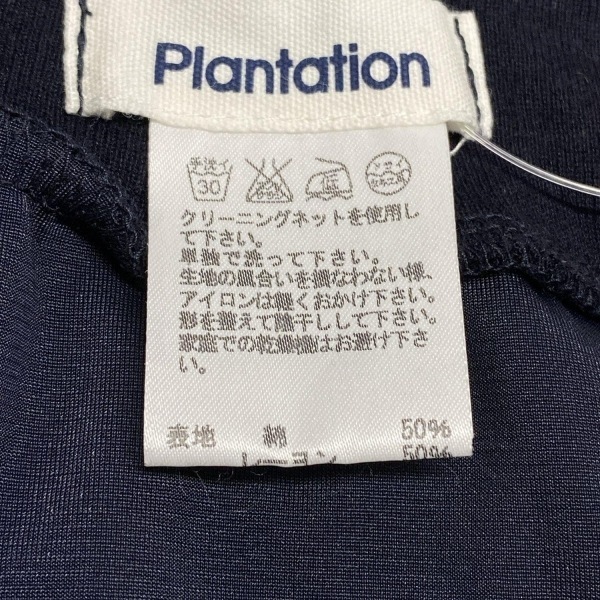 Plantation
手洗イ
30
ドライ
クリーニングネットを使用し
て下さい。
単独で洗って下さい。
生地の風合いを損なわない様、
アイロンは軽くおかけ下さい。
形を整えて陰干しして下さい。
家庭での乾燥機はお避け下さ
い。
表地 綿 50%
レーヨン 50%